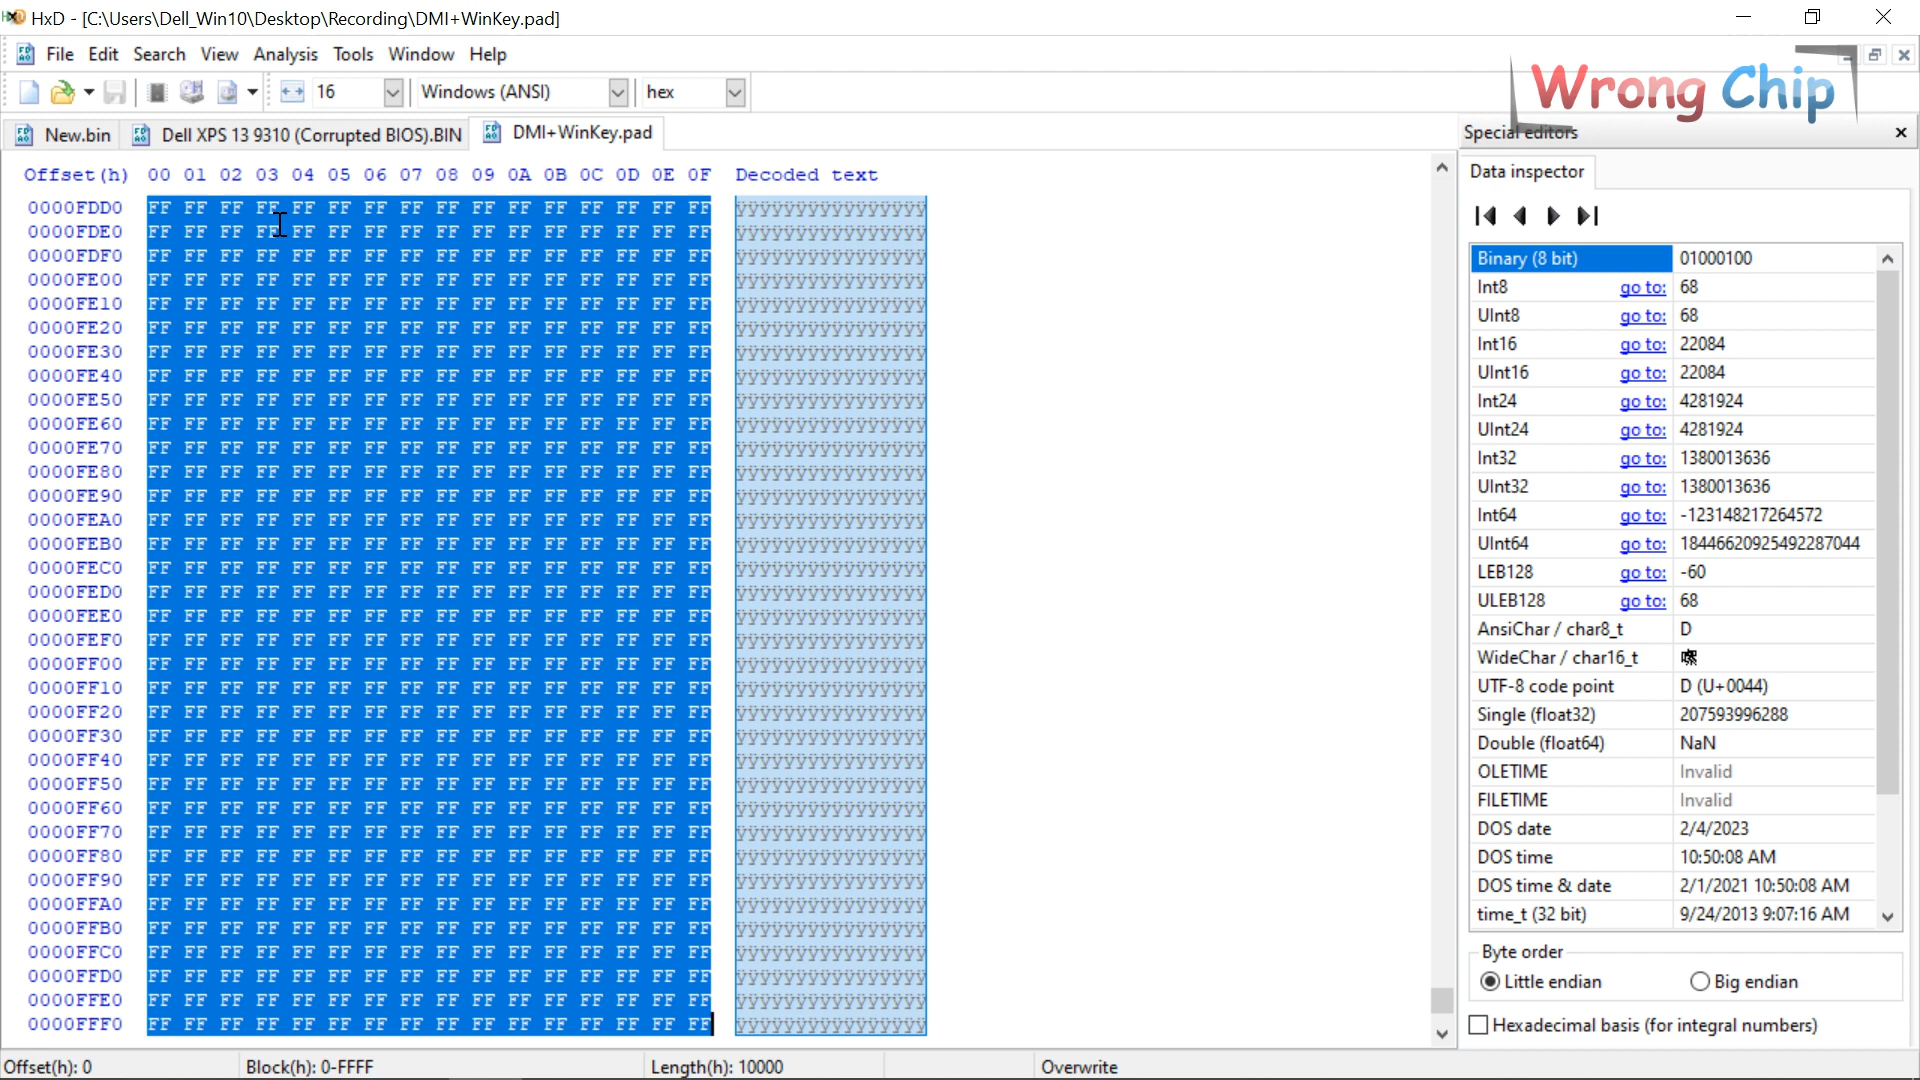 HxD - [C:\Users\Dell_Win10\Desktop\Recording\DMI+WinKey.pad]
File Edit Search View Analysis Tools Window Help
16 Windows (ANSI) hex
Wrong Chip
New.bin Dell XPS 13 9310 (Corrupted BIOS).BIN DMI+WinKey.pad
Special editors
Data inspector
Offset(h) 00 01 02 03 04 05 06 07 08 09 0A 0B 0C 0D 0E 0F Decoded text
0000FDD0 FF FF FF FF FF FF FF FF FF FF FF FF FF FF FF FF ÿÿÿÿÿÿÿÿÿÿÿÿÿÿÿÿ
0000FDE0 FF FF FF FF FF FF FF FF FF FF FF FF FF FF FF FF ÿÿÿÿÿÿÿÿÿÿÿÿÿÿÿÿ
0000FDF0 FF FF FF FF FF FF FF FF FF FF FF FF FF FF FF FF ÿÿÿÿÿÿÿÿÿÿÿÿÿÿÿÿ
0000FE00 FF FF FF FF FF FF FF FF FF FF FF FF FF FF FF FF ÿÿÿÿÿÿÿÿÿÿÿÿÿÿÿÿ
0000FE10 FF FF FF FF FF FF FF FF FF FF FF FF FF FF FF FF ÿÿÿÿÿÿÿÿÿÿÿÿÿÿÿÿ
0000FE20 FF FF FF FF FF FF FF FF FF FF FF FF FF FF FF FF ÿÿÿÿÿÿÿÿÿÿÿÿÿÿÿÿ
0000FE30 FF FF FF FF FF FF FF FF FF FF FF FF FF FF FF FF ÿÿÿÿÿÿÿÿÿÿÿÿÿÿÿÿ
0000FE40 FF FF FF FF FF FF FF FF FF FF FF FF FF FF FF FF ÿÿÿÿÿÿÿÿÿÿÿÿÿÿÿÿ
0000FE50 FF FF FF FF FF FF FF FF FF FF FF FF FF FF FF FF ÿÿÿÿÿÿÿÿÿÿÿÿÿÿÿÿ
0000FE60 FF FF FF FF FF FF FF FF FF FF FF FF FF FF FF FF ÿÿÿÿÿÿÿÿÿÿÿÿÿÿÿÿ
0000FE70 FF FF FF FF FF FF FF FF FF FF FF FF FF FF FF FF ÿÿÿÿÿÿÿÿÿÿÿÿÿÿÿÿ
0000FE80 FF FF FF FF FF FF FF FF FF FF FF FF FF FF FF FF ÿÿÿÿÿÿÿÿÿÿÿÿÿÿÿÿ
0000FE90 FF FF FF FF FF FF FF FF FF FF FF FF FF FF FF FF ÿÿÿÿÿÿÿÿÿÿÿÿÿÿÿÿ
0000FEA0 FF FF FF FF FF FF FF FF FF FF FF FF FF FF FF FF ÿÿÿÿÿÿÿÿÿÿÿÿÿÿÿÿ
0000FEB0 FF FF FF FF FF FF FF FF FF FF FF FF FF FF FF FF ÿÿÿÿÿÿÿÿÿÿÿÿÿÿÿÿ
0000FEC0 FF FF FF FF FF FF FF FF FF FF FF FF FF FF FF FF ÿÿÿÿÿÿÿÿÿÿÿÿÿÿÿÿ
0000FED0 FF FF FF FF FF FF FF FF FF FF FF FF FF FF FF FF ÿÿÿÿÿÿÿÿÿÿÿÿÿÿÿÿ
0000FEE0 FF FF FF FF FF FF FF FF FF FF FF FF FF FF FF FF ÿÿÿÿÿÿÿÿÿÿÿÿÿÿÿÿ
0000FEF0 FF FF FF FF FF FF FF FF FF FF FF FF FF FF FF FF ÿÿÿÿÿÿÿÿÿÿÿÿÿÿÿÿ
0000FF00 FF FF FF FF FF FF FF FF FF FF FF FF FF FF FF FF ÿÿÿÿÿÿÿÿÿÿÿÿÿÿÿÿ
0000FF10 FF FF FF FF FF FF FF FF FF FF FF FF FF FF FF FF ÿÿÿÿÿÿÿÿÿÿÿÿÿÿÿÿ
0000FF20 FF FF FF FF FF FF FF FF FF FF FF FF FF FF FF FF ÿÿÿÿÿÿÿÿÿÿÿÿÿÿÿÿ
0000FF30 FF FF FF FF FF FF FF FF FF FF FF FF FF FF FF FF ÿÿÿÿÿÿÿÿÿÿÿÿÿÿÿÿ
0000FF40 FF FF FF FF FF FF FF FF FF FF FF FF FF FF FF FF ÿÿÿÿÿÿÿÿÿÿÿÿÿÿÿÿ
0000FF50 FF FF FF FF FF FF FF FF FF FF FF FF FF FF FF FF ÿÿÿÿÿÿÿÿÿÿÿÿÿÿÿÿ
0000FF60 FF FF FF FF FF FF FF FF FF FF FF FF FF FF FF FF ÿÿÿÿÿÿÿÿÿÿÿÿÿÿÿÿ
0000FF70 FF FF FF FF FF FF FF FF FF FF FF FF FF FF FF FF ÿÿÿÿÿÿÿÿÿÿÿÿÿÿÿÿ
0000FF80 FF FF FF FF FF FF FF FF FF FF FF FF FF FF FF FF ÿÿÿÿÿÿÿÿÿÿÿÿÿÿÿÿ
0000FF90 FF FF FF FF FF FF FF FF FF FF FF FF FF FF FF FF ÿÿÿÿÿÿÿÿÿÿÿÿÿÿÿÿ
0000FFA0 FF FF FF FF FF FF FF FF FF FF FF FF FF FF FF FF ÿÿÿÿÿÿÿÿÿÿÿÿÿÿÿÿ
0000FFB0 FF FF FF FF FF FF FF FF FF FF FF FF FF FF FF FF ÿÿÿÿÿÿÿÿÿÿÿÿÿÿÿÿ
0000FFC0 FF FF FF FF FF FF FF FF FF FF FF FF FF FF FF FF ÿÿÿÿÿÿÿÿÿÿÿÿÿÿÿÿ
0000FFD0 FF FF FF FF FF FF FF FF FF FF FF FF FF FF FF FF ÿÿÿÿÿÿÿÿÿÿÿÿÿÿÿÿ
0000FFE0 FF FF FF FF FF FF FF FF FF FF FF FF FF FF FF FF ÿÿÿÿÿÿÿÿÿÿÿÿÿÿÿÿ
0000FFF0 FF FF FF FF FF FF FF FF FF FF FF FF FF FF FF FF ÿÿÿÿÿÿÿÿÿÿÿÿÿÿÿÿ
Binary (8 bit) 01000100
Int8 go to: 68
UInt8 go to: 68
Int16 go to: 22084
UInt16 go to: 22084
Int24 go to: 4281924
UInt24 go to: 4281924
Int32 go to: 1380013636
UInt32 go to: 1380013636
Int64 go to: -123148217264572
UInt64 go to: 18446620925492287044
LEB128 go to: -60
ULEB128 go to: 68
AnsiChar / char8_t D
WideChar / char16_t
UTF-8 code point D (U+0044)
Single (float32) 207593996288
Double (float64) NaN
OLETIME Invalid
FILETIME Invalid
DOS date 2/4/2023
DOS time 10:50:08 AM
DOS time & date 2/1/2021 10:50:08 AM
time_t (32 bit) 9/24/2013 9:07:16 AM
Byte order
Little endian Big endian
Hexadecimal basis (for integral numbers)
Offset(h): 0 Block(h): 0-FFFF Length(h): 10000 Overwrite